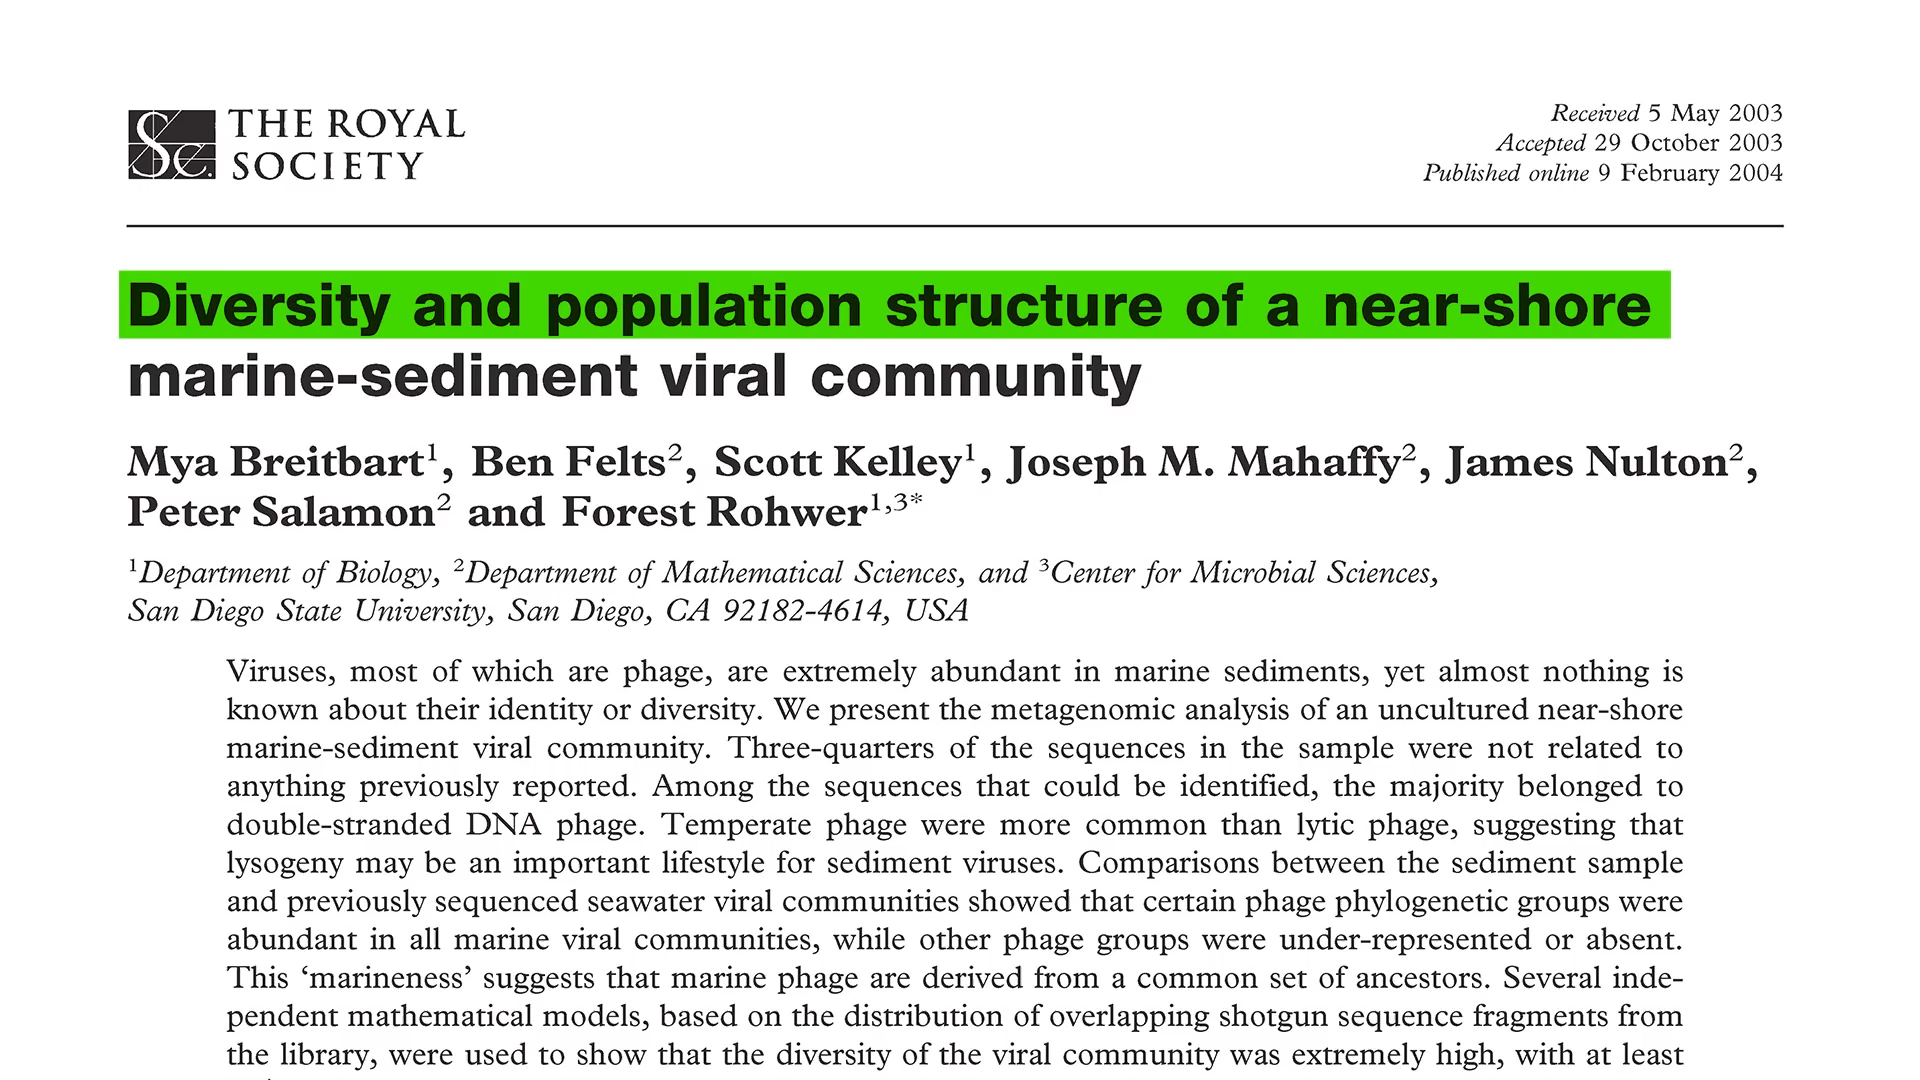 Sc.
THE ROYAL
SOCIETY
Received 5 May 2003
Accepted 29 October 2003
Published online 9 February 2004
Diversity and population structure of a near-shore
marine-sediment viral community
Mya Breitbart1, Ben Felts2, Scott Kelley1, Joseph M. Mahaffy2, James Nulton2,
Peter Salamon2 and Forest Rohwer1,3*
1Department of Biology, 2Department of Mathematical Sciences, and 3Center for Microbial Sciences,
San Diego State University, San Diego, CA 92182-4614, USA
Viruses, most of which are phage, are extremely abundant in marine sediments, yet almost nothing is
known about their identity or diversity. We present the metagenomic analysis of an uncultured near-shore
marine-sediment viral community. Three-quarters of the sequences in the sample were not related to
anything previously reported. Among the sequences that could be identified, the majority belonged to
double-stranded DNA phage. Temperate phage were more common than lytic phage, suggesting that
lysogeny may be an important lifestyle for sediment viruses. Comparisons between the sediment sample
and previously sequenced seawater viral communities showed that certain phage phylogenetic groups were
abundant in all marine viral communities, while other phage groups were under-represented or absent.
This ‘marineness’ suggests that marine phage are derived from a common set of ancestors. Several inde-
pendent mathematical models, based on the distribution of overlapping shotgun sequence fragments from
the library, were used to show that the diversity of the viral community was extremely high, with at least